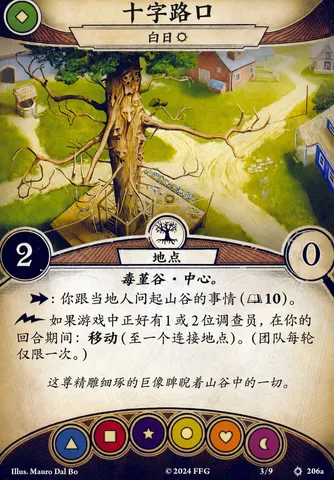 十字路口
白日
2
地点
0
毒堇谷·中心。
：你跟当地人问起山谷的事情（10）。
如果游戏中正好有1或2位调查员，在你的
回合期间：移动（至一个连接地点）。（团队每轮
仅限一次。）
这尊精雕细琢的巨像睥睨着山谷中的一切。
Illus. Mauro Dal Bo
© 2024 FFG
3/9
206a